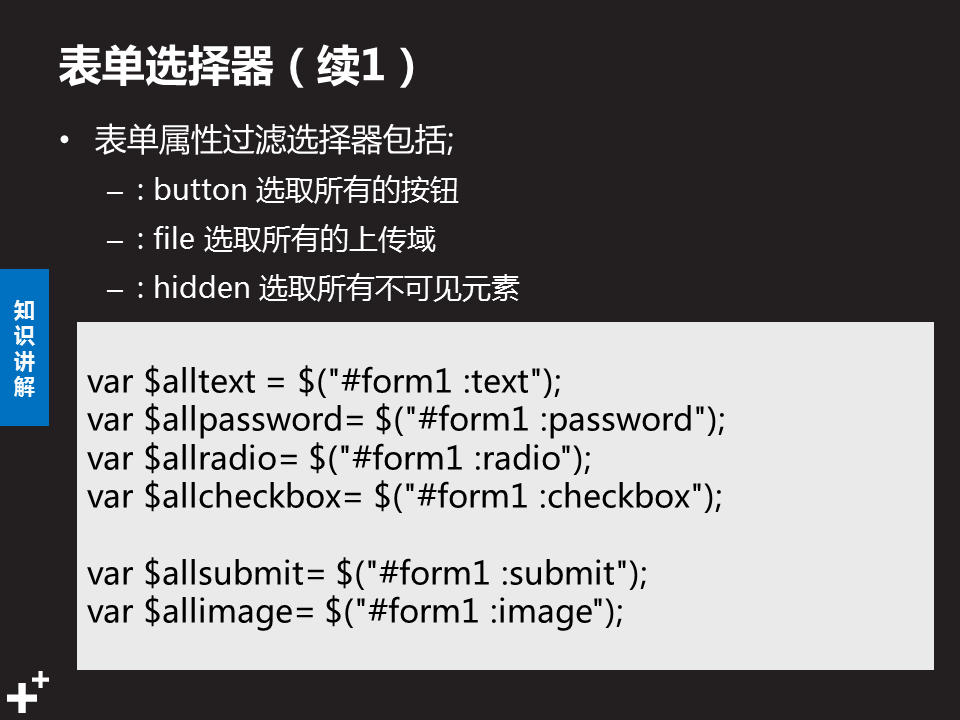 表单选择器（续1）
• 表单属性过滤选择器包括;
– : button 选取所有的按钮
– : file 选取所有的上传域
– : hidden 选取所有不可见元素
知识讲解
var $alltext = $("#form1 :text");
var $allpassword= $("#form1 :password");
var $allradio= $("#form1 :radio");
var $allcheckbox= $("#form1 :checkbox");
var $allsubmit= $("#form1 :submit");
var $allimage= $("#form1 :image");